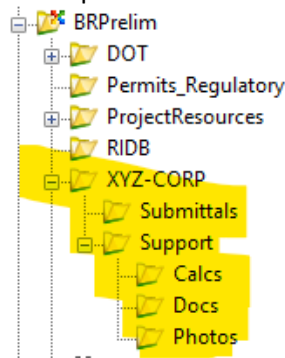 BRPrelim
DOT
Permits_Regulatory
ProjectResources
RIDB
XYZ-CORP
Submittals
Support
Calcs
Docs
Photos